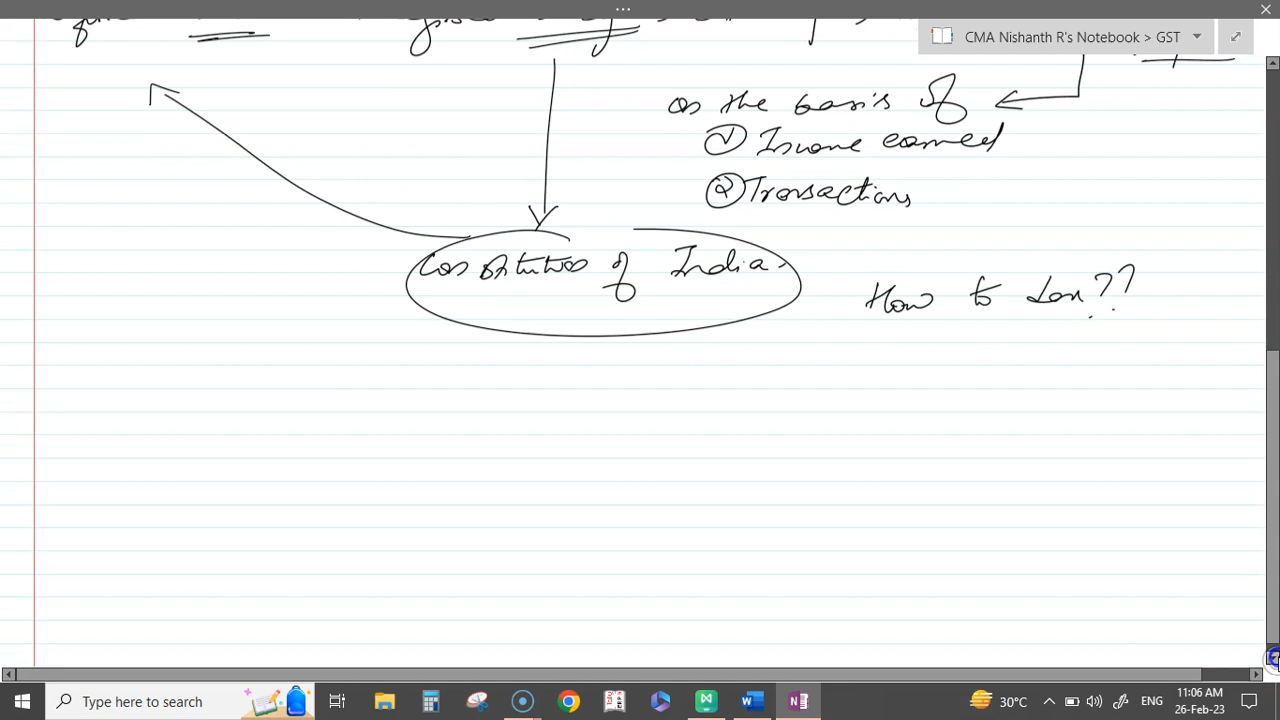 CMA Nishanth R's Notebook > GST
on the basis of
① Income earned
② Transactions
Constitution of India.
How to tax??
Type here to search
30°C
ENG
11:06 AM
26-Feb-23